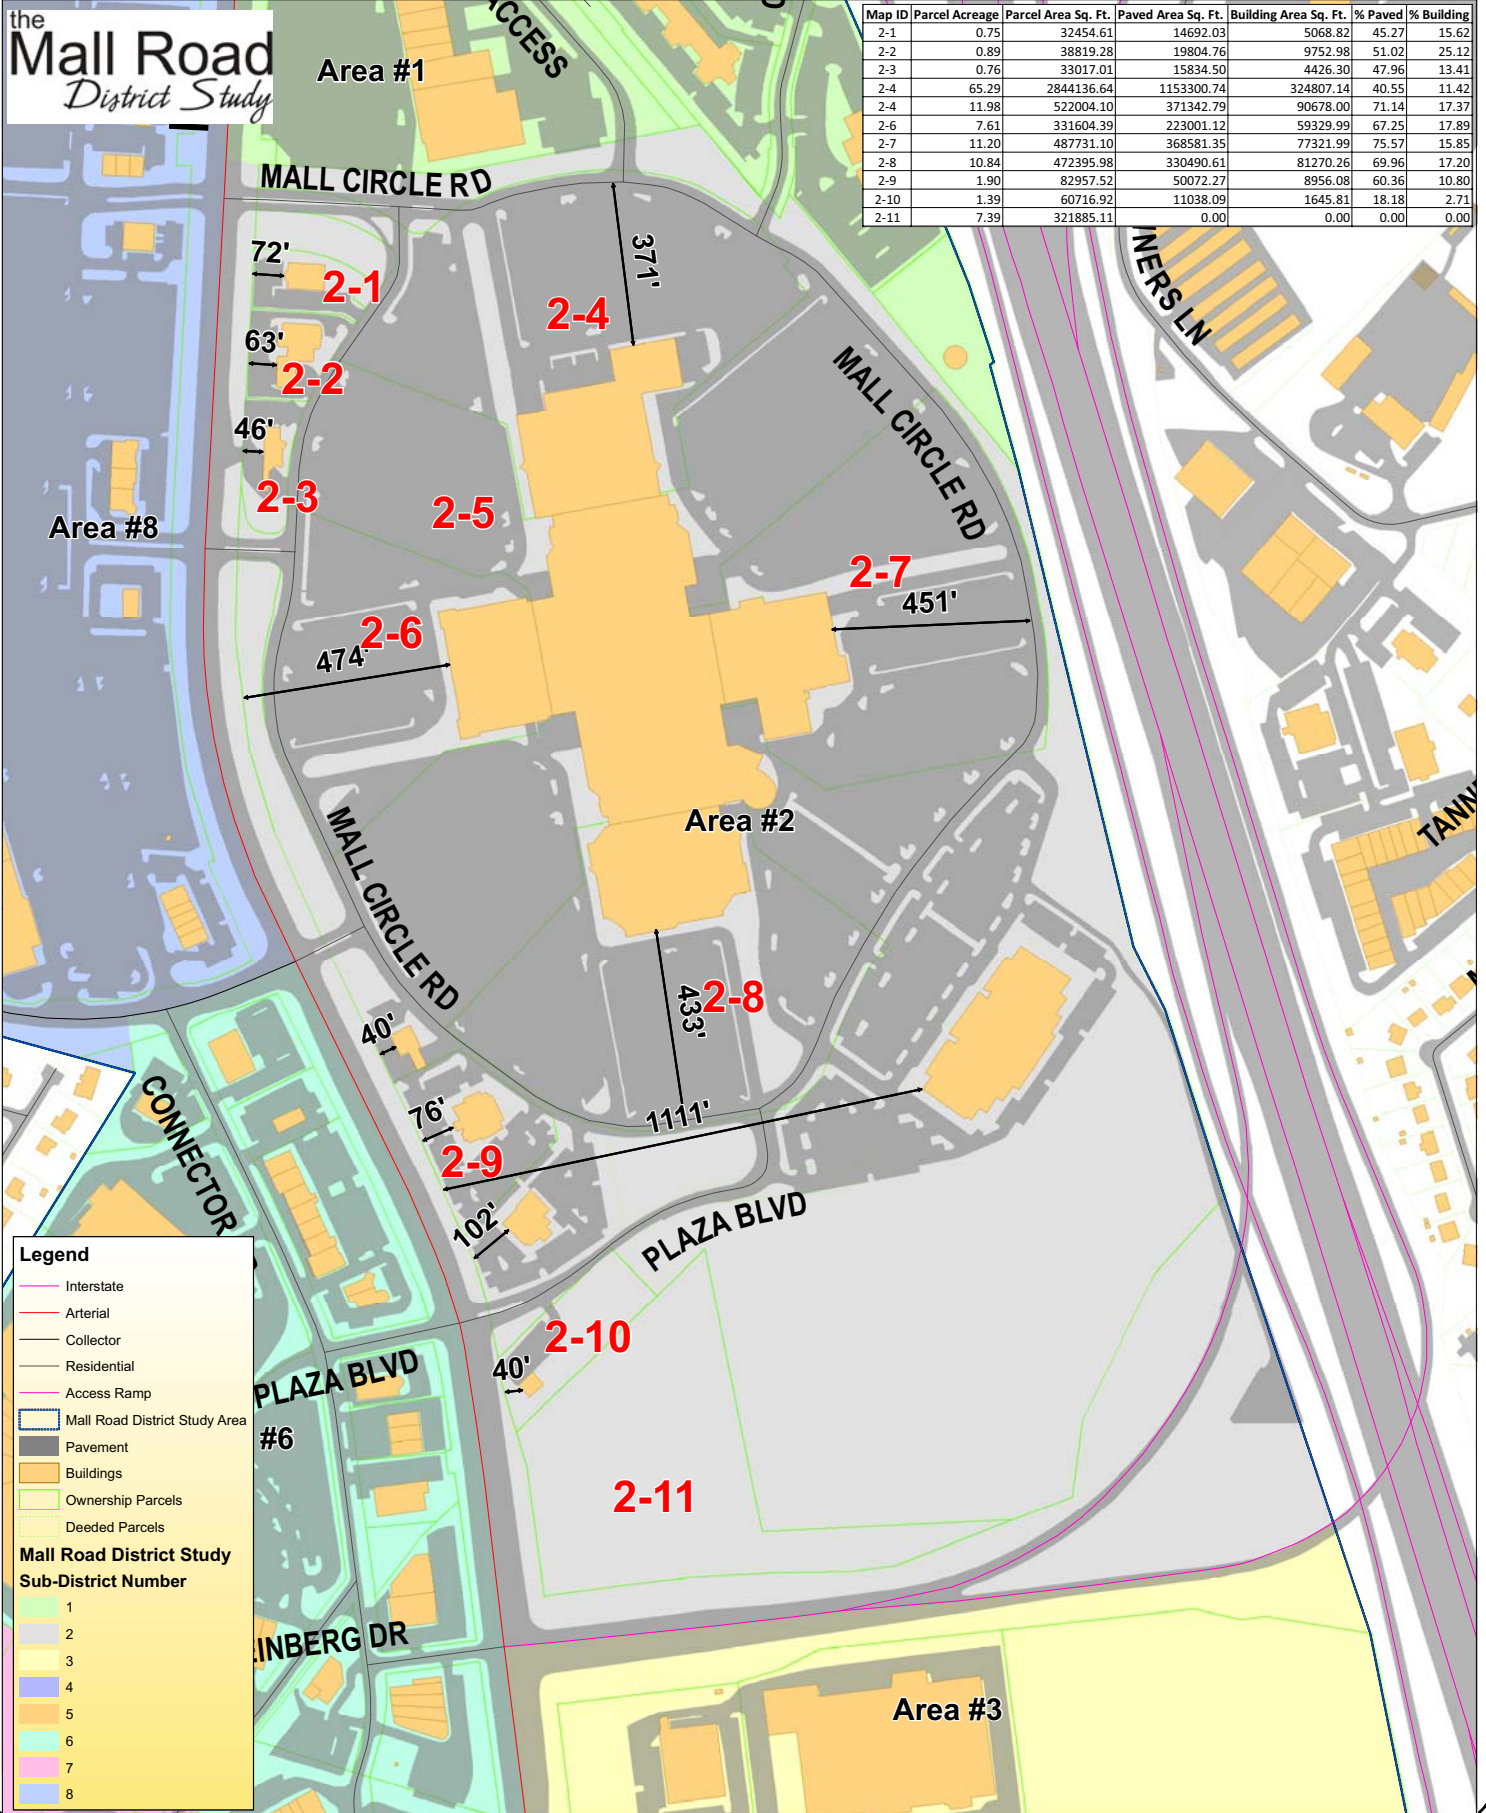 the
Mall Road
District Study
Map ID Parcel Acreage Parcel Area Sq. Ft. Paved Area Sq. Ft. Building Area Sq. Ft. % Paved % Building
2-1 0.75 32454.61 14692.03 5068.82 45.27 15.62
2-2 0.89 38819.28 19804.76 9752.98 51.02 25.12
2-3 0.76 33017.01 15834.50 4426.30 47.96 13.41
2-4 65.29 2844136.64 1153300.74 324807.14 40.55 11.42
2-4 11.98 522004.10 371342.79 90678.00 71.14 17.37
2-6 7.61 331604.39 223001.12 59329.99 67.25 17.89
2-7 11.20 487731.10 368581.35 77321.99 75.57 15.85
2-8 10.84 472395.98 330490.61 81270.26 69.96 17.20
2-9 1.90 82957.52 50072.27 8956.08 60.36 10.80
2-10 1.39 60716.92 11038.09 1645.81 18.18 2.71
2-11 7.39 321885.11 0.00 0.00 0.00 0.00
ACCESS
Area #1
MALL CIRCLE RD
72'
2-1
371'
2-4
63'
2-2
MALL CIRCLE RD
46'
2-3
2-5
Area #8
2-7
451'
2-6
474'
Area #2
MALL CIRCLE RD
2-8
433'
40'
76'
1111'
2-9
102'
PLAZA BLVD
CONNECTOR
2-10
40'
PLAZA BLVD
#6
2-11
EINBERG DR
Area #3
NERS LN
TANN
Legend
Interstate
Arterial
Collector
Residential
Access Ramp
Mall Road District Study Area
Pavement
Buildings
Ownership Parcels
Deeded Parcels
Mall Road District Study
Sub-District Number
1
2
3
4
5
6
7
8